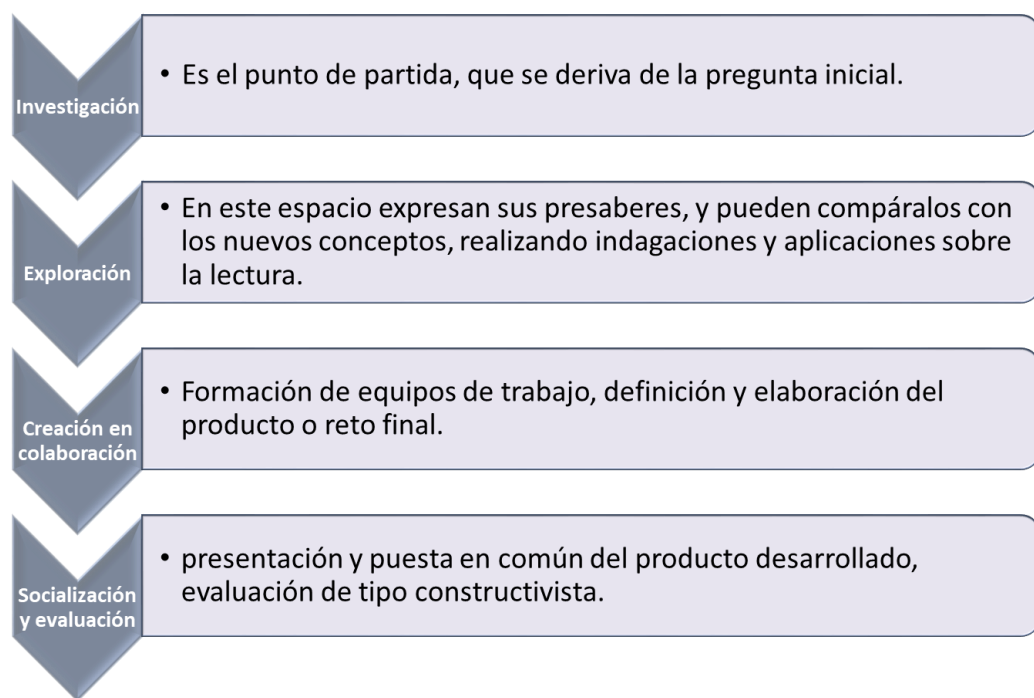 Investigación
• Es el punto de partida, que se deriva de la pregunta inicial.
Exploración
• En este espacio expresan sus presaberes, y pueden compáralos con
los nuevos conceptos, realizando indagaciones y aplicaciones sobre
la lectura.
Creación en
colaboración
• Formación de equipos de trabajo, definición y elaboración del
producto o reto final.
Socialización
y evaluación
• presentación y puesta en común del producto desarrollado,
evaluación de tipo constructivista.